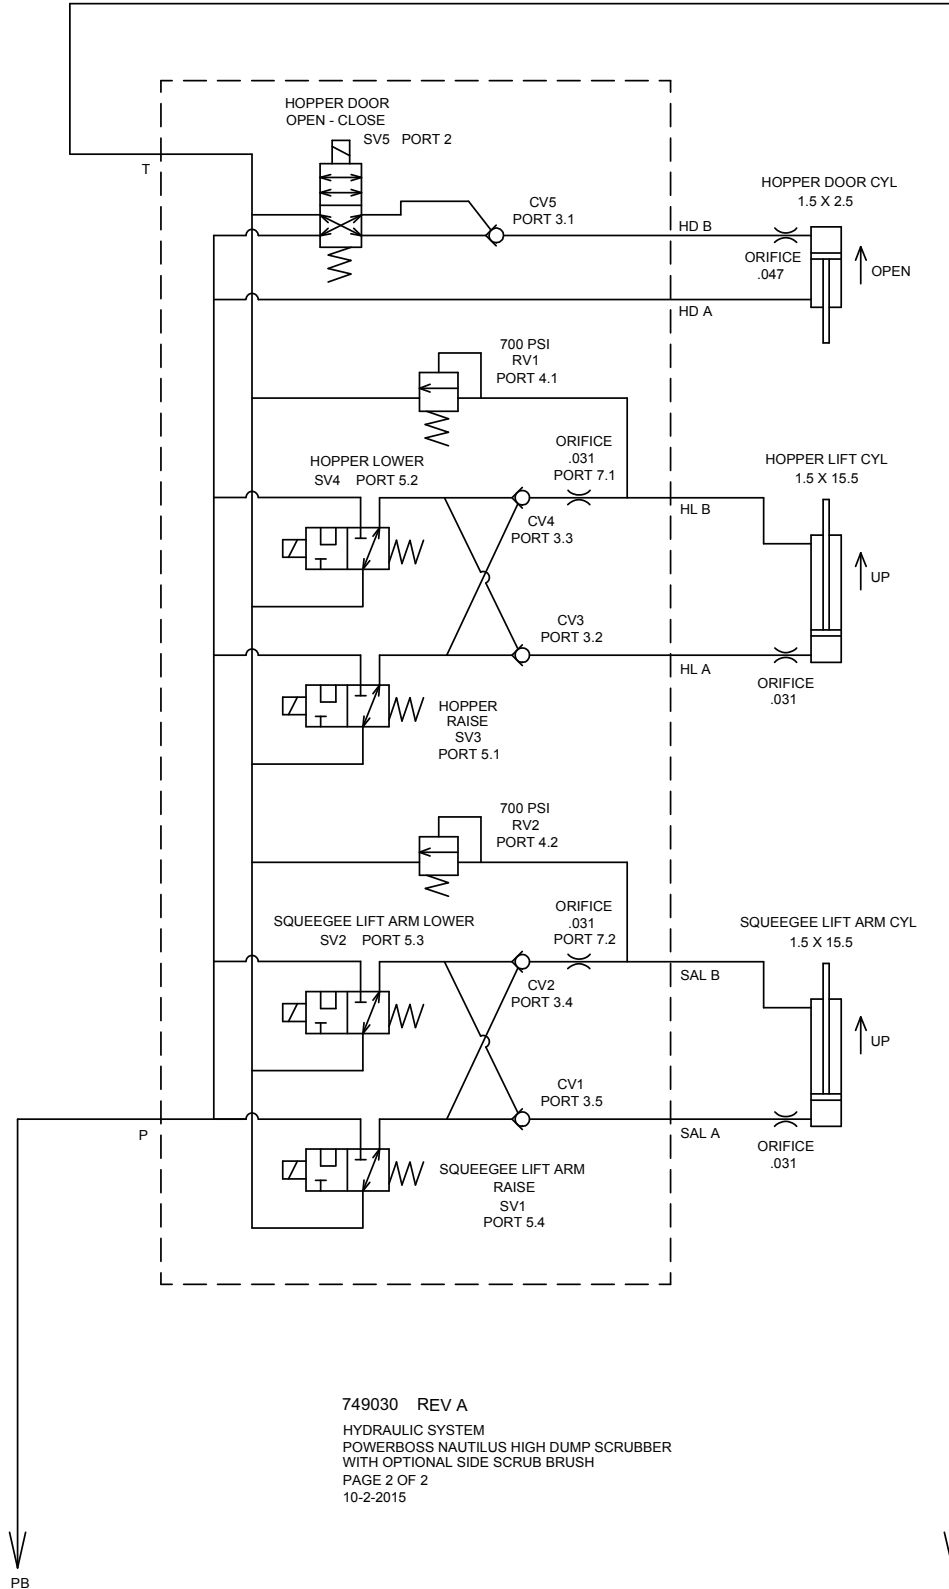 HOPPER DOOR
OPEN - CLOSE
SV5 PORT 2
T
CV5
PORT 3.1
HOPPER DOOR CYL
1.5 X 2.5
HD B
ORIFICE
.047
OPEN
HD A
700 PSI
RV1
PORT 4.1
HOPPER LOWER
SV4 PORT 5.2
ORIFICE
.031
PORT 7.1
HOPPER LIFT CYL
1.5 X 15.5
HL B
CV4
PORT 3.3
UP
CV3
PORT 3.2
HL A
ORIFICE
.031
HOPPER
RAISE
SV3
PORT 5.1
700 PSI
RV2
PORT 4.2
SQUEEGEE LIFT ARM LOWER
SV2 PORT 5.3
ORIFICE
.031
PORT 7.2
SQUEEGEE LIFT ARM CYL
1.5 X 15.5
SAL B
CV2
PORT 3.4
UP
CV1
PORT 3.5
P
SAL A
ORIFICE
.031
SQUEEGEE LIFT ARM
RAISE
SV1
PORT 5.4
749030 REV A
HYDRAULIC SYSTEM
POWERBOSS NAUTILUS HIGH DUMP SCRUBBER
WITH OPTIONAL SIDE SCRUB BRUSH
PAGE 2 OF 2
10-2-2015
PB